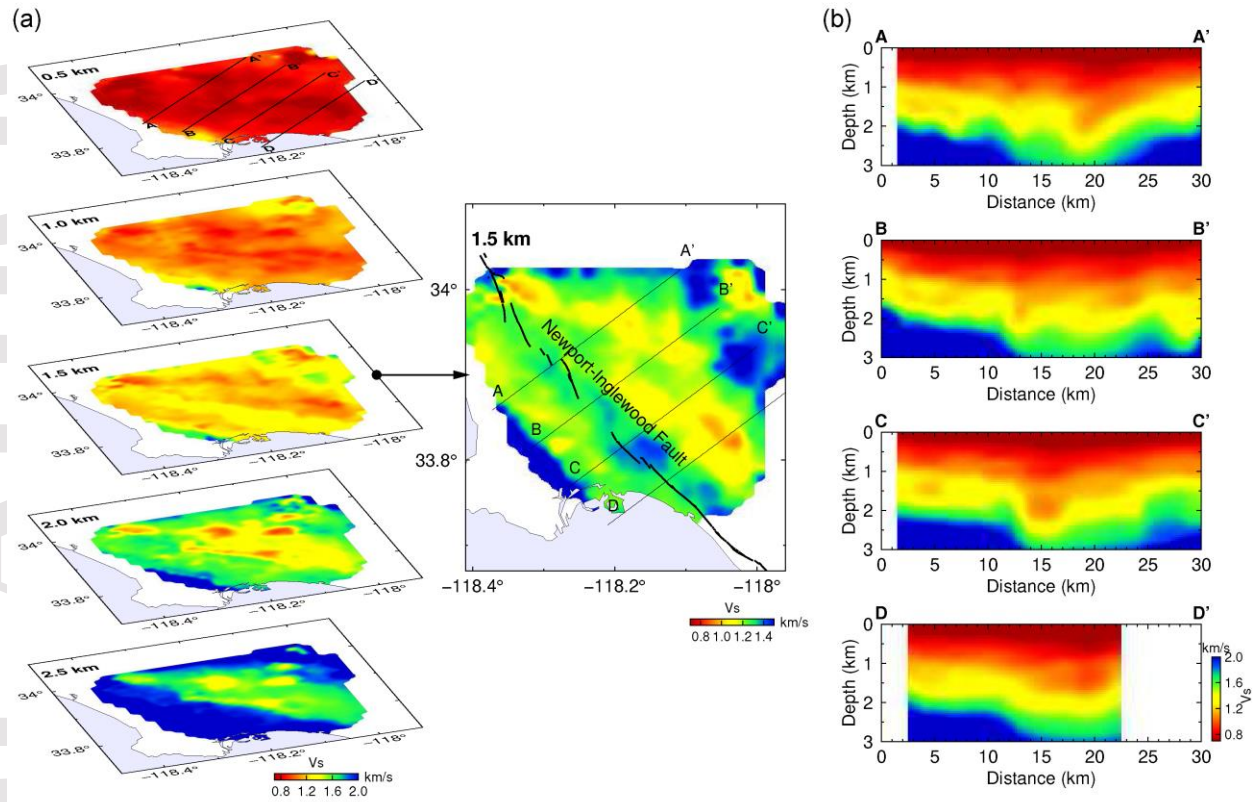 (a)
0.5 km
A'
B'
C'
D'
A
B
C
D
34°
33.8°
−118.4°
−118.2°
−118°
1.0 km
34°
33.8°
−118.4°
−118.2°
−118°
1.5 km
34°
33.8°
−118.4°
−118.2°
−118°
2.0 km
34°
33.8°
−118.4°
−118.2°
−118°
2.5 km
34°
33.8°
−118.4°
−118.2°
−118°
Vs
km/s
0.8 1.2 1.6 2.0
1.5 km
A'
B'
C'
34°
Newport-Inglewood Fault
A
B
C
D
33.8°
−118.4° −118.2° −118°
Vs
km/s
0.8 1.0 1.2 1.4
(b)
A A'
0
1
2
3
Depth (km)
0 5 10 15 20 25 30
Distance (km)
B B'
0
1
2
3
Depth (km)
0 5 10 15 20 25 30
Distance (km)
C C'
0
1
2
3
Depth (km)
0 5 10 15 20 25 30
Distance (km)
D D'
0
1
2
3
Depth (km)
0 5 10 15 20 25 30
Distance (km)
km/s
2.0
1.6
1.2
0.8
Vs